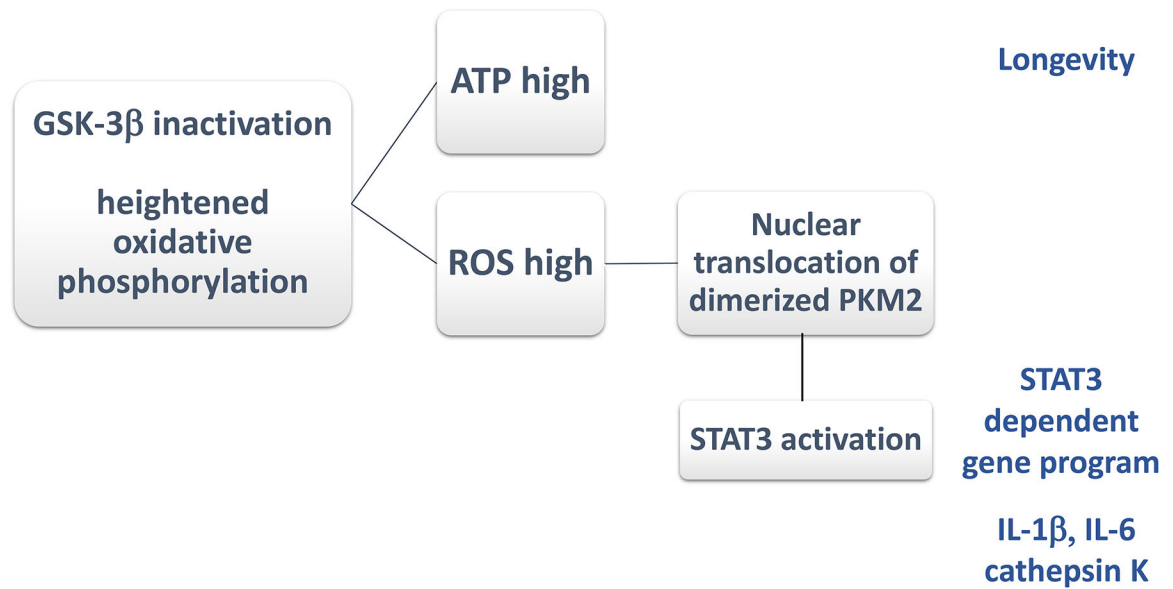 GSK-3β inactivation
heightened
oxidative
phosphorylation
ATP high
Longevity
ROS high
Nuclear
translocation of
dimerized PKM2
STAT3 activation
STAT3
dependent
gene program
IL-1β, IL-6
cathepsin K